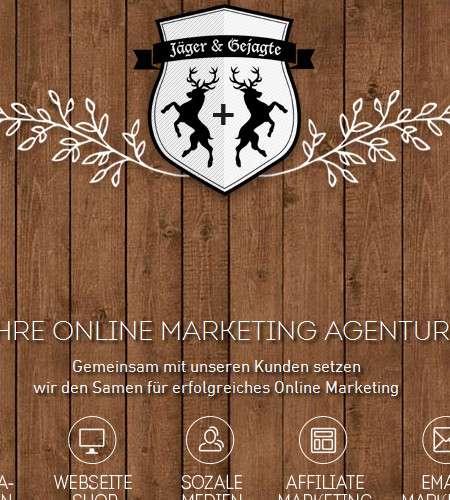 Jäger & Gejagte
+
HRE ONLINE MARKETING AGENTUR
Gemeinsam mit unseren Kunden setzen
wir den Samen für erfolgreiches Online Marketing
A- WEBSEITE SOZALE AFFILIATE EMA
N SHOP MEDIEN MARKETING MARK